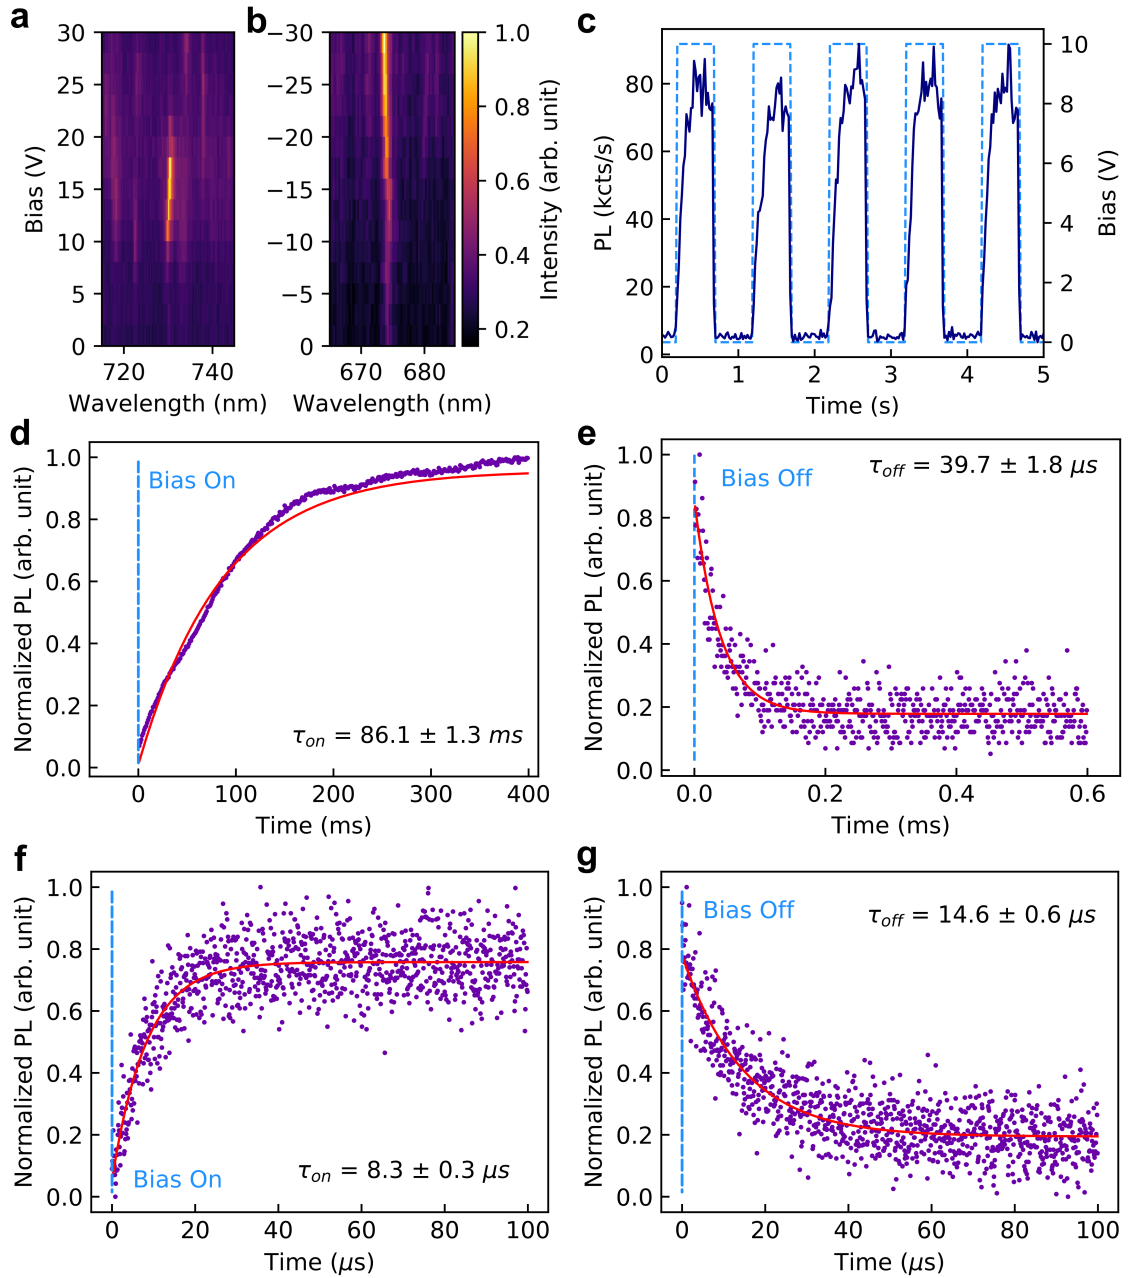 a
30
25
20
15
10
5
0
Bias (V)
720 740
Wavelength (nm)
b
−30
−25
−20
−15
−10
−5
0
670 680
Wavelength (nm)
1.0
0.8
0.6
0.4
0.2
Intensity (arb. unit)
c
80
60
40
20
0
PL (kcts/s)
10
8
6
4
2
0
Bias (V)
0 1 2 3 4 5
Time (s)
d
1.0
0.8
0.6
0.4
0.2
0.0
Normalized PL (arb. unit)
Bias On
τon = 86.1 ± 1.3 ms
0 100 200 300 400
Time (ms)
e
1.0
0.8
0.6
0.4
0.2
0.0
Normalized PL (arb. unit)
Bias Off
τoff = 39.7 ± 1.8 μs
0.0 0.2 0.4 0.6
Time (ms)
f
1.0
0.8
0.6
0.4
0.2
0.0
Normalized PL (arb. unit)
Bias On
τon = 8.3 ± 0.3 μs
0 20 40 60 80 100
Time (μs)
g
1.0
0.8
0.6
0.4
0.2
0.0
Normalized PL (arb. unit)
Bias Off
τoff = 14.6 ± 0.6 μs
0 20 40 60 80 100
Time (μs)